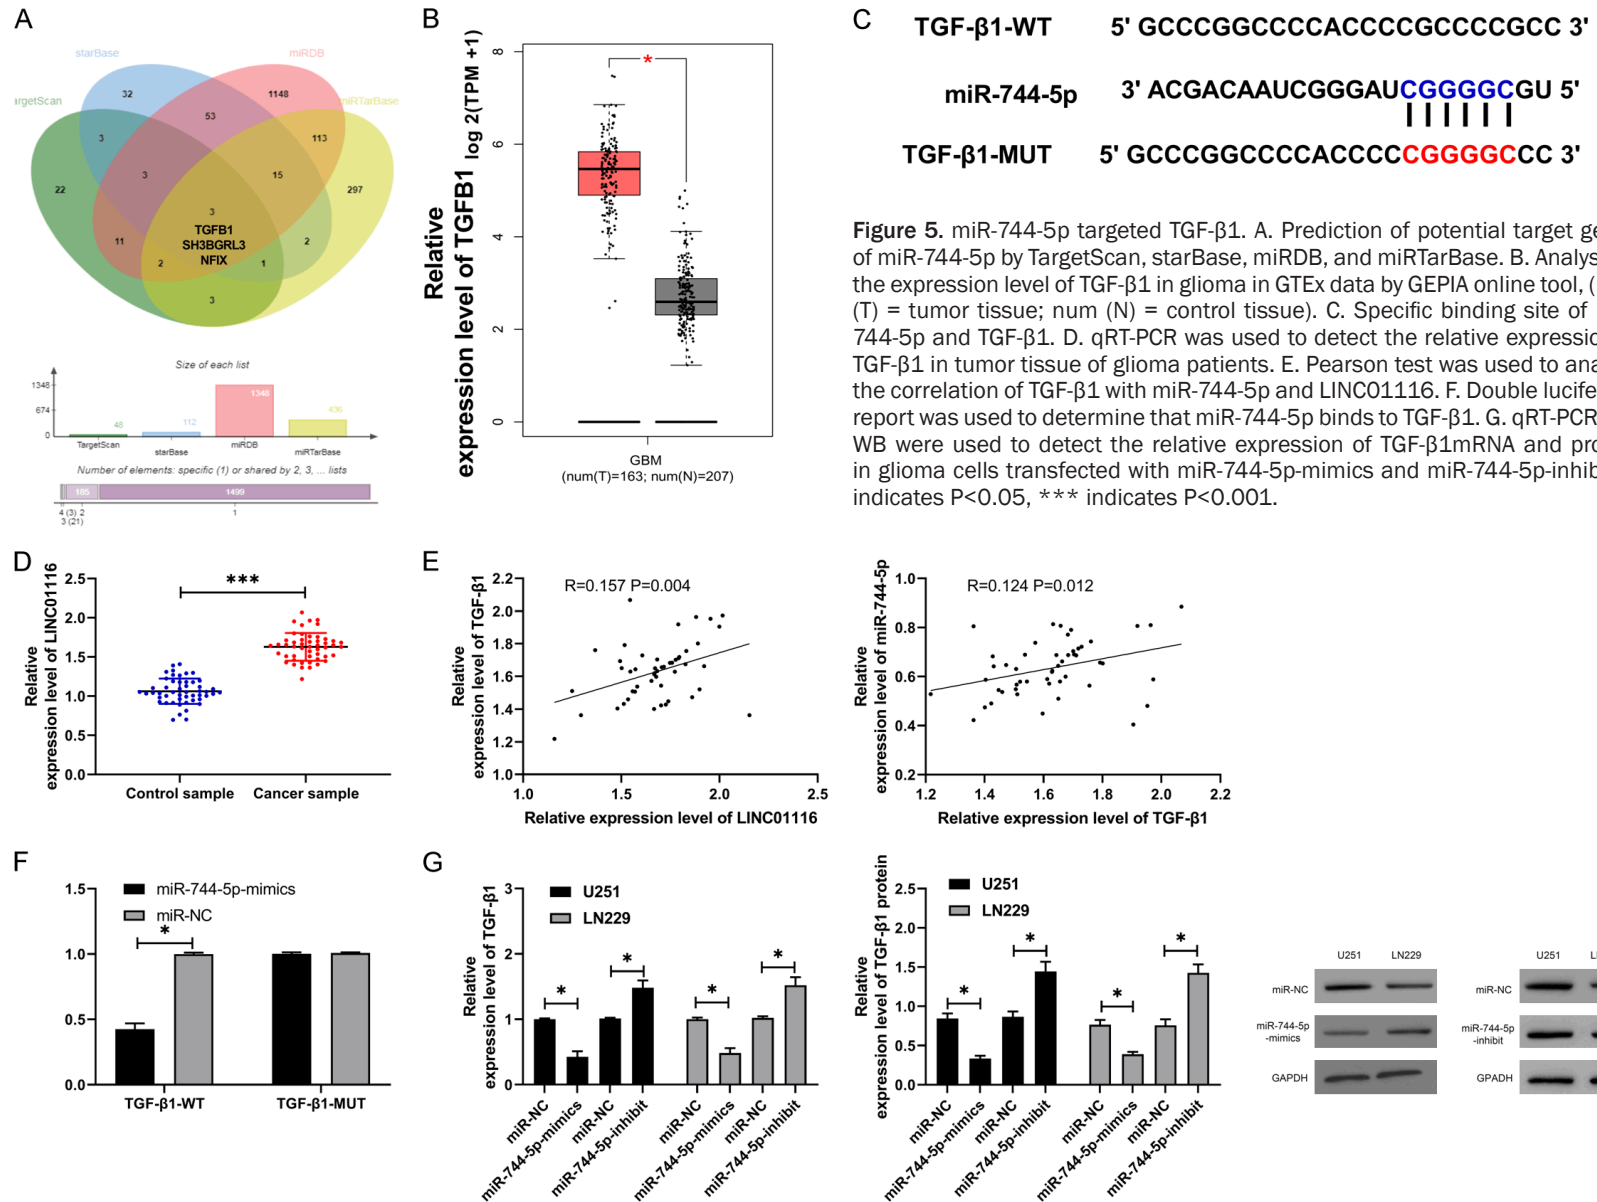 A
starBase
miRDB
argetScan
miRTarBase
32
1148
53
3
113
3
15
22
297
3
TGFB1
SH3BGRL3
NFIX
11
2
2
1
3
Size of each list
1348
674
0
48
112
1348
436
TargetScan
starBase
miRDB
miRTarBase
Number of elements: specific (1) or shared by 2, 3, ... lists
185
1499
4 (3) 2
3 (21)
1
B
Relative
expression level of TGFB1 log 2(TPM +1)
8
6
4
2
0
*
GBM
(num(T)=163; num(N)=207)
C
TGF-β1-WT 5' GCCCGGCCCCACCCCGCCCCGCC 3'
miR-744-5p 3' ACGACAAUCGGGAUCGGGGCGU 5'
TGF-β1-MUT 5' GCCCGGCCCCACCCCCGGGGCCC 3'
Figure 5. miR-744-5p targeted TGF-β1. A. Prediction of potential target ge
of miR-744-5p by TargetScan, starBase, miRDB, and miRTarBase. B. Analys
the expression level of TGF-β1 in glioma in GTEx data by GEPIA online tool, (
(T) = tumor tissue; num (N) = control tissue). C. Specific binding site of
744-5p and TGF-β1. D. qRT-PCR was used to detect the relative expressio
TGF-β1 in tumor tissue of glioma patients. E. Pearson test was used to ana
the correlation of TGF-β1 with miR-744-5p and LINC01116. F. Double lucife
report was used to determine that miR-744-5p binds to TGF-β1. G. qRT-PCR
WB were used to detect the relative expression of TGF-β1mRNA and pro
in glioma cells transfected with miR-744-5p-mimics and miR-744-5p-inhib
indicates P<0.05, *** indicates P<0.001.
D
Relative
expression level of LINC01116
2.5
2.0
1.5
1.0
0.5
0.0
***
Control sample
Cancer sample
E
Relative
expression level of TGF-β1
2.2
2.0
1.8
1.6
1.4
1.2
1.0
R=0.157 P=0.004
1.0
1.5
2.0
2.5
Relative expression level of LINC01116
Relative
expression level of miR-744-5p
1.0
0.8
0.6
0.4
0.2
R=0.124 P=0.012
1.2
1.4
1.6
1.8
2.0
2.2
Relative expression level of TGF-β1
F
1.5
1.0
0.5
0.0
miR-744-5p-mimics
miR-NC
*
TGF-β1-WT
TGF-β1-MUT
G
Relative
expression level of TGF-β1
3
2
1
0
U251
LN229
*
*
*
*
miR-NC
miR-744-5p-mimics
miR-NC
miR-744-5p-inhibit
miR-NC
miR-744-5p-mimics
miR-NC
miR-744-5p-inhibit
Relative
expression level of TGF-β1 protein
2.5
2.0
1.5
1.0
0.5
0.0
U251
LN229
*
*
*
*
miR-NC
miR-744-5p-mimics
miR-NC
miR-744-5p-inhibit
miR-NC
miR-744-5p-mimics
miR-NC
miR-744-5p-inhibit
U251
LN229
miR-NC
miR-744-5p
-mimics
GAPDH
U251
L
miR-NC
miR-744-5p
-inhibit
GPADH